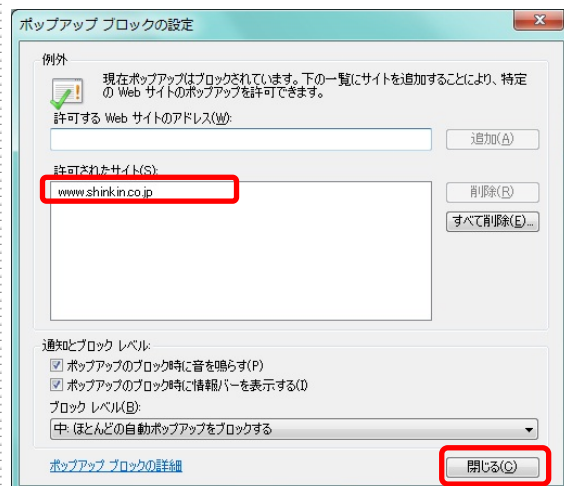 ポップアップ ブロックの設定
例外
現在ポップアップはブロックされています。下の一覧にサイトを追加することにより、特定
の Web サイトのポップアップを許可できます。
許可する Web サイトのアドレス(W):
追加(A)
許可されたサイト(S):
www.shinkin.co.jp
削除(R)
すべて削除(E)...
通知とブロック レベル:
ポップアップのブロック時に音を鳴らす(P)
ポップアップのブロック時に情報バーを表示する(I)
ブロック レベル(B):
中: ほとんどの自動ポップアップをブロックする
ポップアップ ブロックの詳細
閉じる(C)